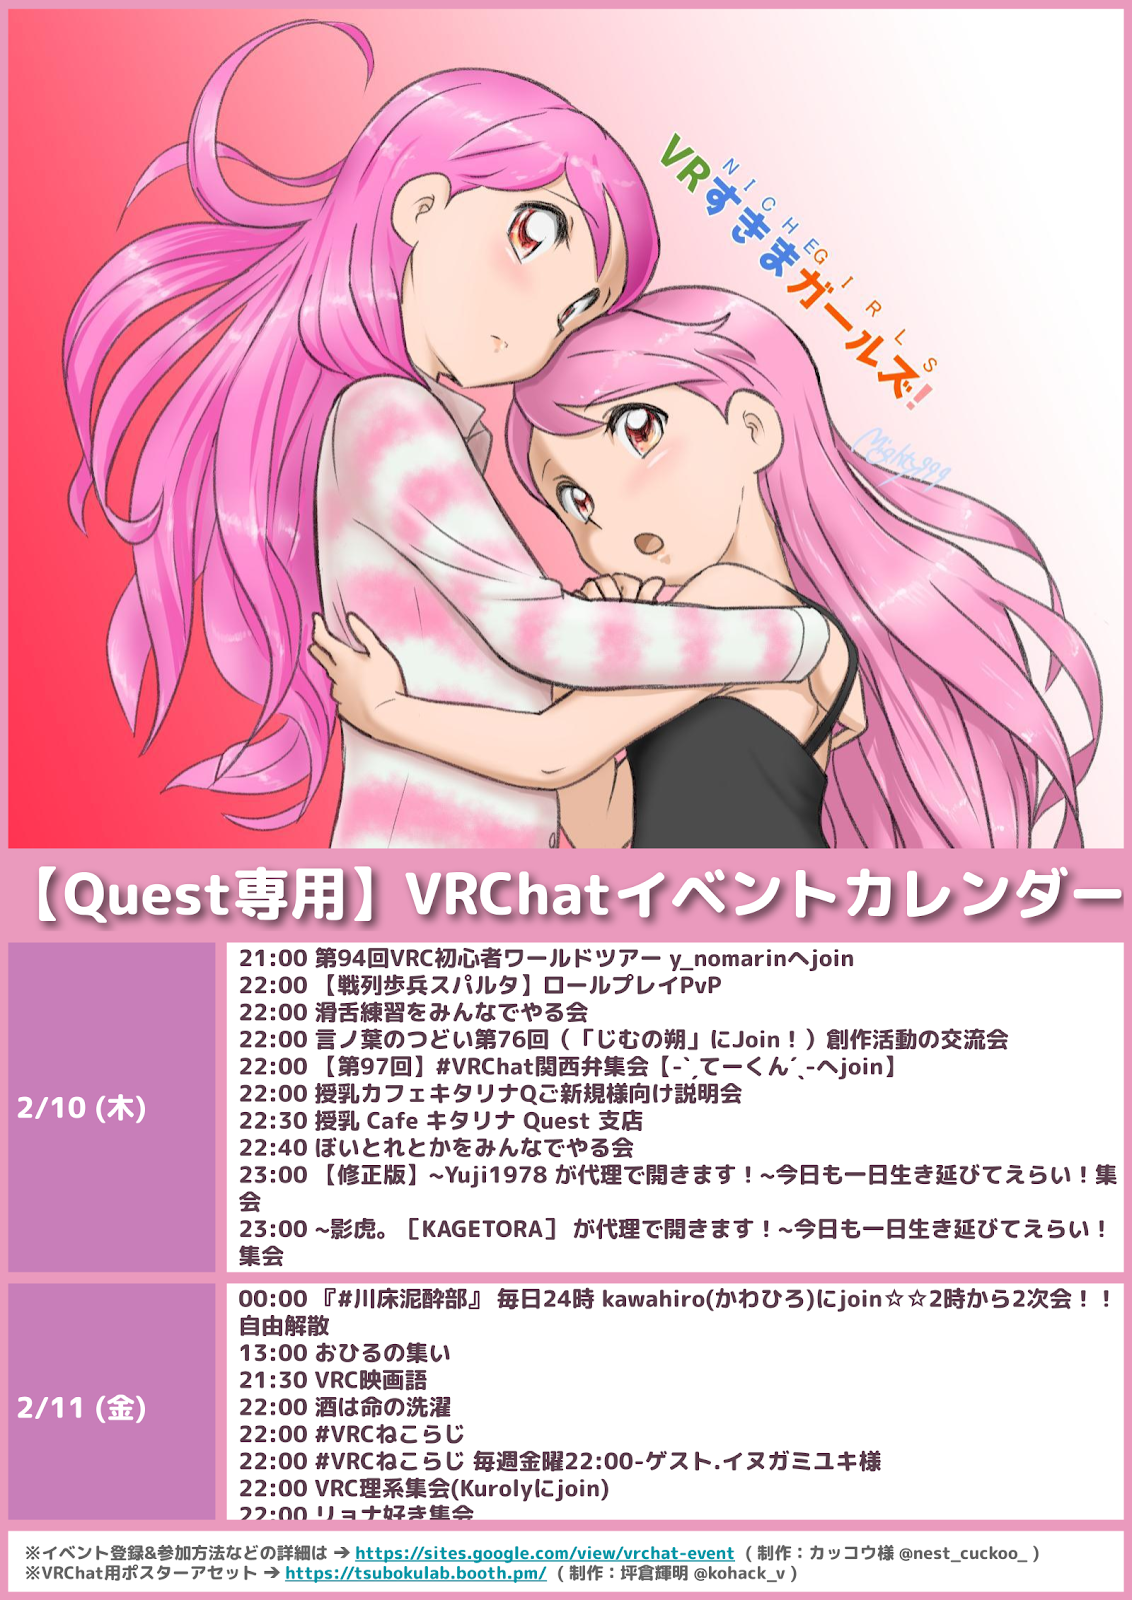 VRすきまガールズ!
NICHEGIRLS
Mighty999
【Quest専用】VRChatイベントカレンダー
2/10 (木)
21:00 第94回VRC初心者ワールドツアー y_nomarinへjoin
22:00 【戦列歩兵スパルタ】ロールプレイPvP
22:00 滑舌練習をみんなでやる会
22:00 言ノ葉のつどい第76回（「じむの朔」にJoin！）創作活動の交流会
22:00 【第97回】#VRChat関西弁集会【-`ˏてーくん´ˎ-へjoin】
22:00 授乳カフェキタリナQご新規様向け説明会
22:30 授乳 Cafe キタリナ Quest 支店
22:40 ぼいとれとかをみんなでやる会
23:00 【修正版】~Yuji1978 が代理で開きます！~今日も一日生き延びてえらい！集
会
23:00 ~影虎。［KAGETORA］ が代理で開きます！~今日も一日生き延びてえらい！
集会
2/11 (金)
00:00 『#川床泥酔部』 毎日24時 kawahiro(かわひろ)にjoin☆☆2時から2次会！！
自由解散
13:00 おひるの集い
21:30 VRC映画語
22:00 酒は命の洗濯
22:00 #VRCねこらじ
22:00 #VRCねこらじ 毎週金曜22:00-ゲスト.イヌガミユキ様
22:00 VRC理系集会(Kurolyにjoin)
22:00 リョナ好き集会
※イベント登録&参加方法などの詳細は ➔ https://sites.google.com/view/vrchat-event （ 制作：カッコウ様 @nest_cuckoo_ ）
※VRChat用ポスターアセット ➔ https://tsubokulab.booth.pm/ （ 制作：坪倉輝明 @kohack_v ）